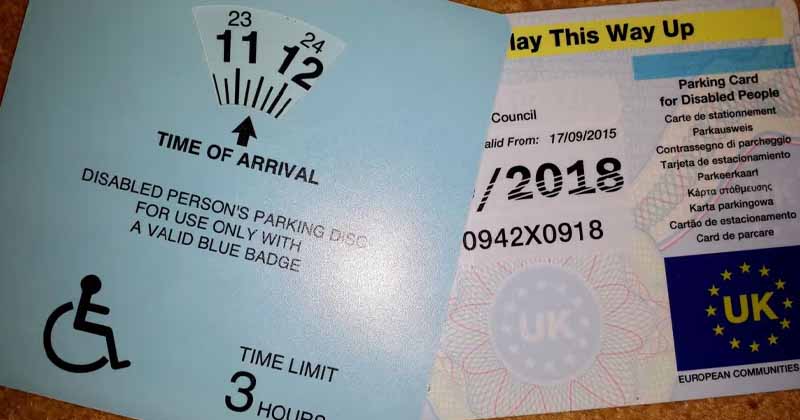 23
24
11
12
TIME OF ARRIVAL
DISABLED PERSON'S PARKING DISC
FOR USE ONLY WITH
A VALID BLUE BADGE
TIME LIMIT
3 HOURS
This Way Up
Parking Card
for Disabled People
Carte de stationnement
Parkausweis
Contrassegno di parcheggio
Tarjeta de estacionamiento
Parkeerkaart
Κάρτα στάθμευσης
Karta parkingowa
Cartão de estacionamento
Card de parcare
Council
alid From: 17/09/2015
/2018
0942X0918
UK
UK
EUROPEAN COMMUNITIES